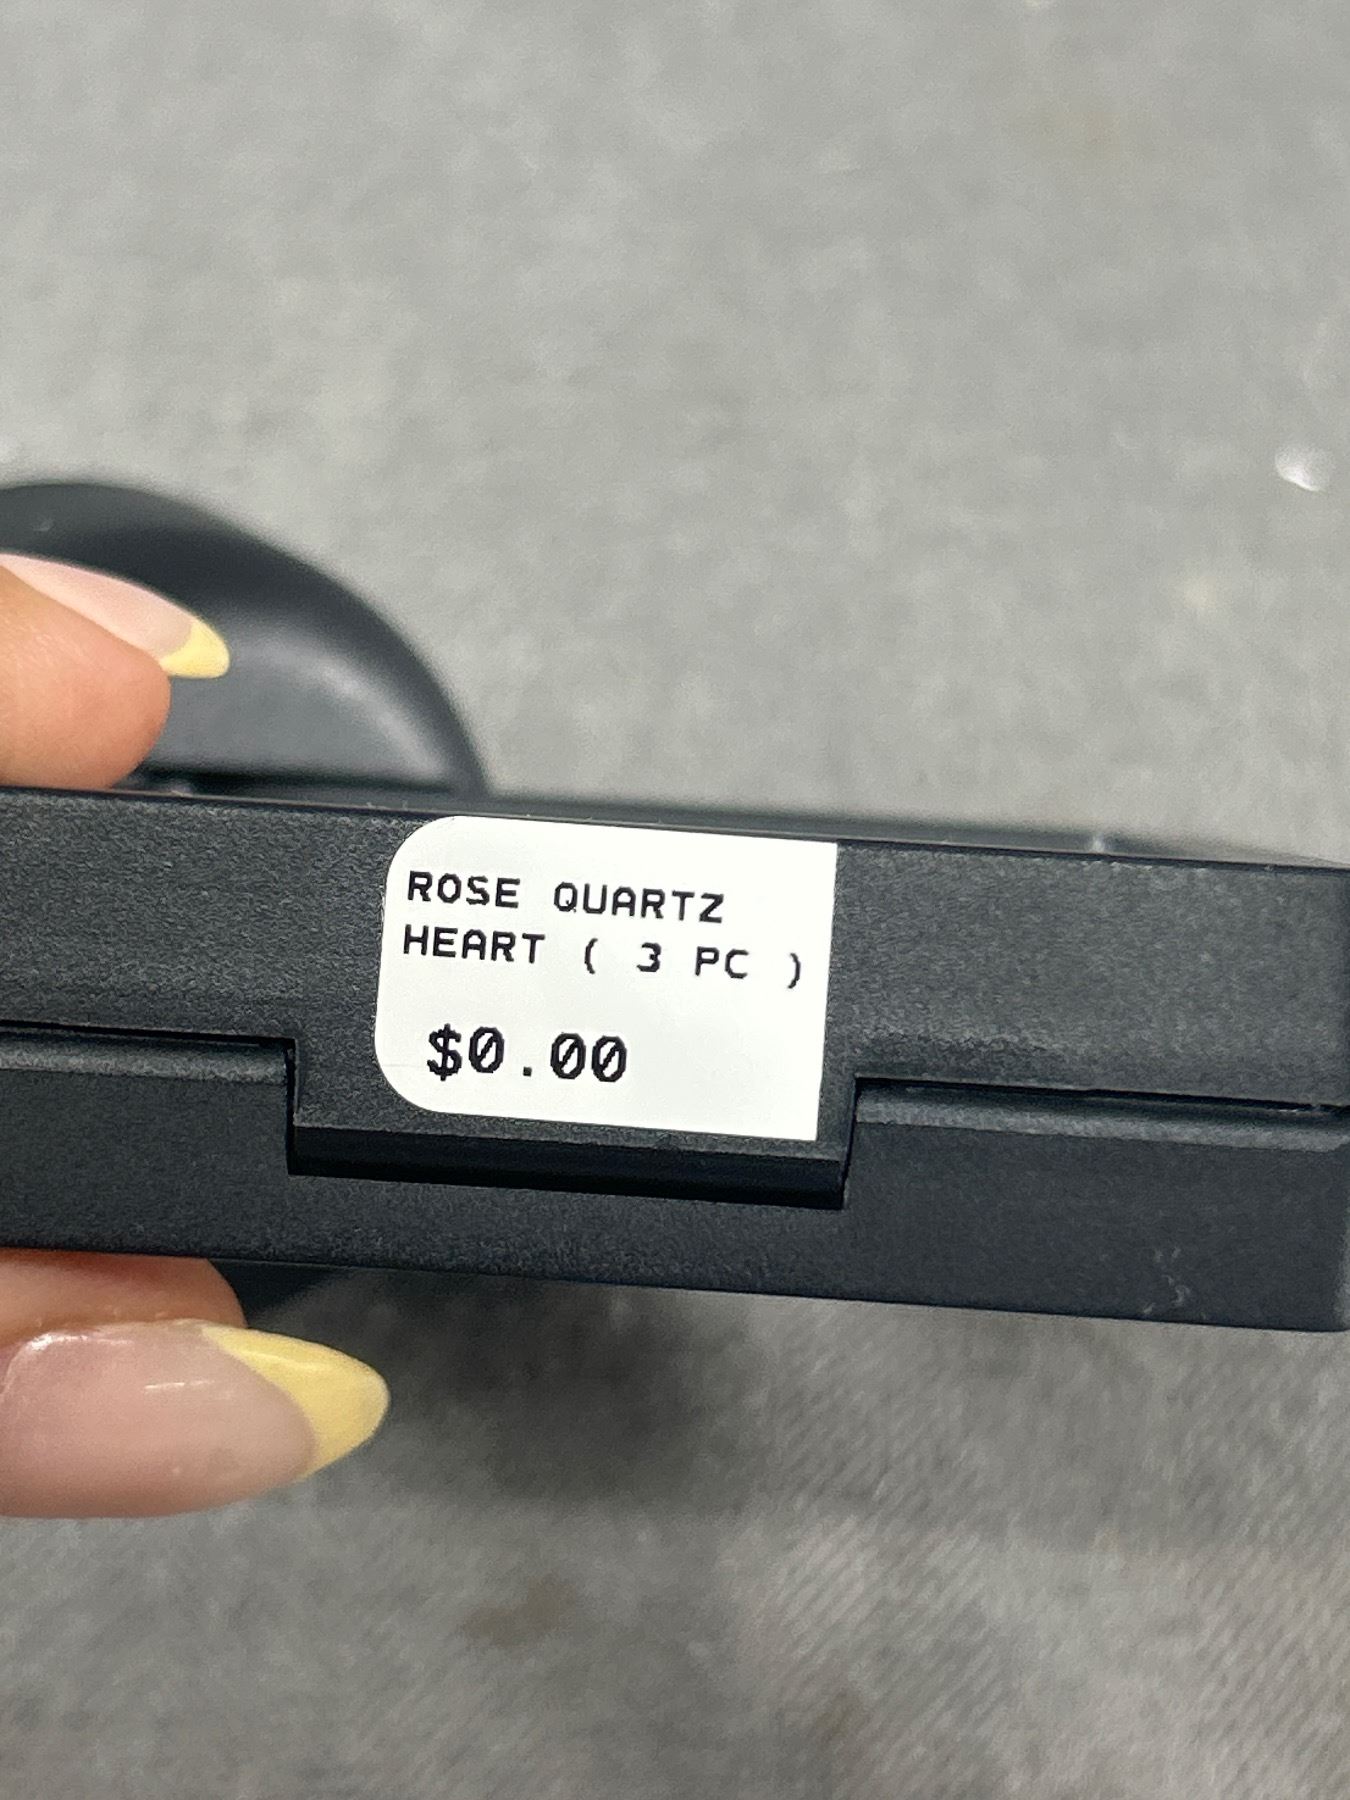 ROSE QUARTZ
HEART ( 3 PC )
$0.00